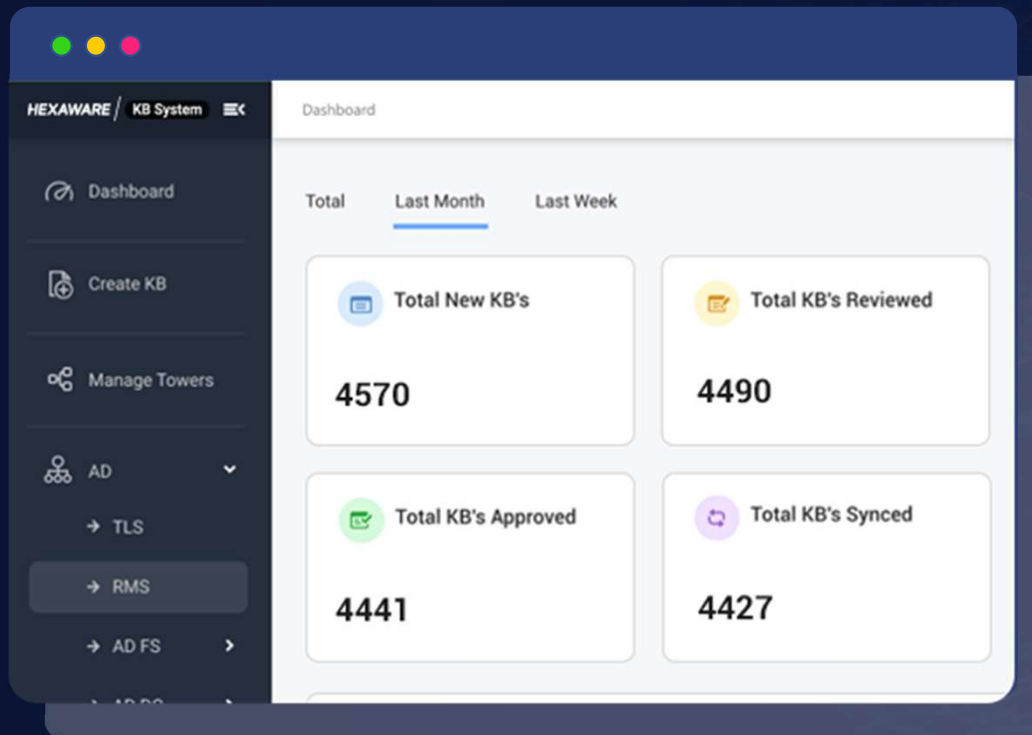 HEXAWARE / KB System
Dashboard
Dashboard
Create KB
Manage Towers
AD
TLS
RMS
AD FS
Total Last Month Last Week
Total New KB's
4570
Total KB's Reviewed
4490
Total KB's Approved
4441
Total KB's Synced
4427